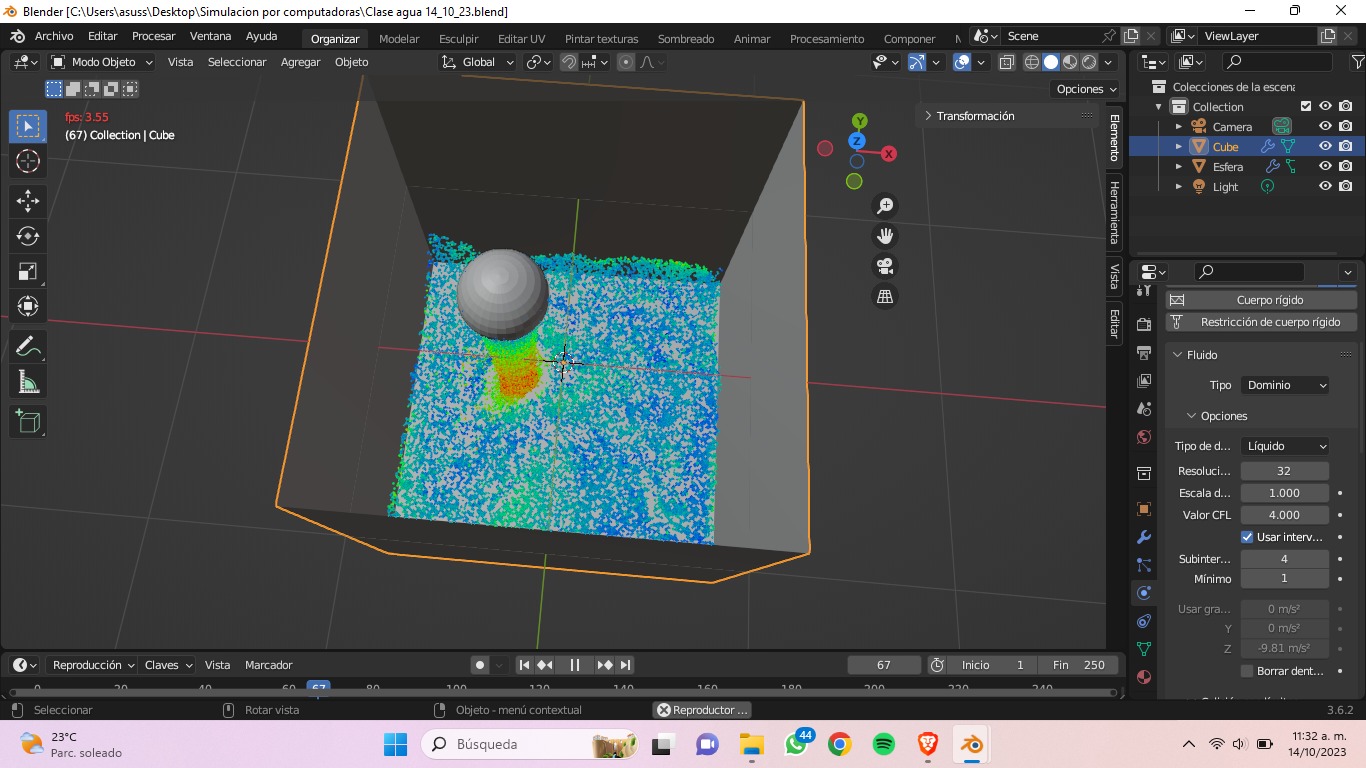 Blender [C:\Users\asuss\Desktop\Simulacion por computadoras\Clase agua 14_10_23.blend]
Archivo Editar Procesar Ventana Ayuda Organizar Modelar Esculpir Edición UV Pintar texturas Sombreado Animar Procesamiento Componer Scene ViewLayer
Modo Objeto Vista Seleccionar Agregar Objeto Global
Opciones
fps: 3.55
(67) Collection | Cube
Transformación
Y
Z
X
Elemento
Herramienta
Vista
Editar
Colecciones de la escena
Collection
Camera
Cube
Esfera
Light
Cuerpo rígido
Restricción de cuerpo rígido
Fluido
Tipo Dominio
Opciones
Tipo de d... Líquido
Resoluci... 32
Escala d... 1.000
Valor CFL 4.000
Usar interv...
Subinter... 4
Mínimo 1
Usar gra... 0 m/s²
Y 0 m/s²
Z -9.81 m/s²
Borrar dent...
Reproducción Claves Vista Marcador 67 Inicio 1 Fin 250
0 20 40 60 67 80 100 120 140 160 180 200 220 240
Seleccionar Rotar vista Objeto - menú contextual Reproductor ... 3.6.2
23°C
Parc. soleado
Búsqueda
44
11:32 a. m.
14/10/2023